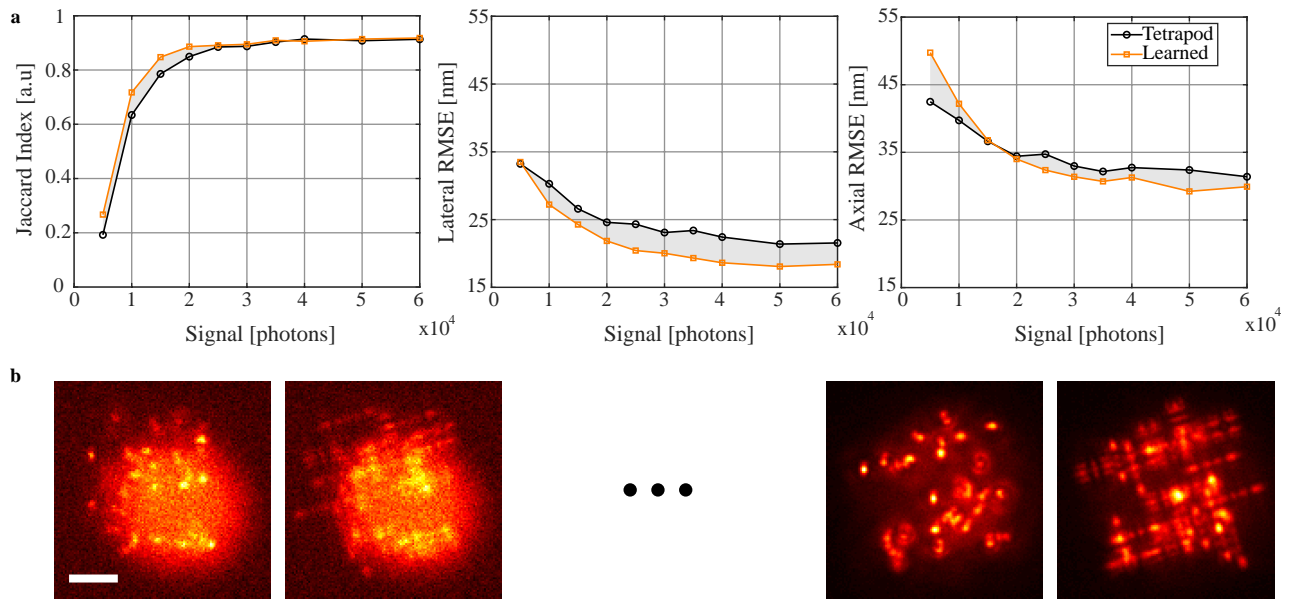 a
Jaccard Index [a.u]
1
0.8
0.6
0.4
0.2
0
0 1 2 3 4 5 6
x10^4
Signal [photons]
Lateral RMSE [nm]
55
45
35
25
15
0 1 2 3 4 5 6
x10^4
Signal [photons]
Axial RMSE [nm]
55
45
35
25
15
0 1 2 3 4 5 6
x10^4
Signal [photons]
Tetrapod
Learned
b